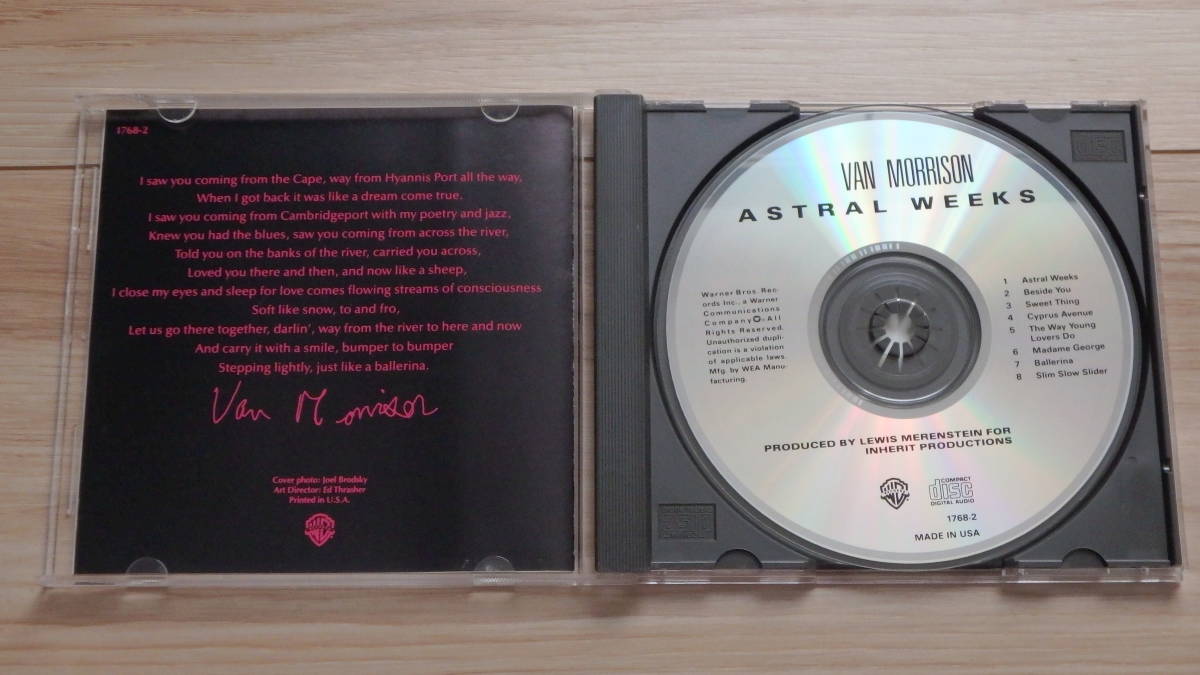 1768-2
I saw you coming from the Cape, way from Hyannis Port all the way,
When I got back it was like a dream come true.
I saw you coming from Cambridgeport with my poetry and jazz,
Knew you had the blues, saw you coming from across the river,
Told you on the banks of the river, carried you across,
Loved you there and then, and now like a sheep,
I close my eyes and sleep for love comes flowing streams of consciousness
Soft like snow, to and fro,
Let us go there together, darlin', way from the river to here and now
And carry it with a smile, bumper to bumper
Stepping lightly, just like a ballerina.
Van Morrison
Cover photo: Joel Brodsky
Art Director: Ed Thrasher
Printed in U.S.A.
VAN MORRISON
ASTRAL WEEKS
Warner Bros. Rec-
ords Inc., a Warner
Communications
Company-All
Rights Reserved.
Unauthorized dupli-
cation is a violation
of applicable laws.
Mfg. by WEA Manu-
facturing.
1 Astral Weeks
2 Beside You
3 Sweet Thing
4 Cyprus Avenue
5 The Way Young
Lovers Do
6 Madame George
7 Ballerina
8 Slim Slow Slider
PRODUCED BY LEWIS MERENSTEIN FOR
INHERIT PRODUCTIONS
COMPACT
disc
DIGITAL AUDIO
1768-2
MADE IN USA